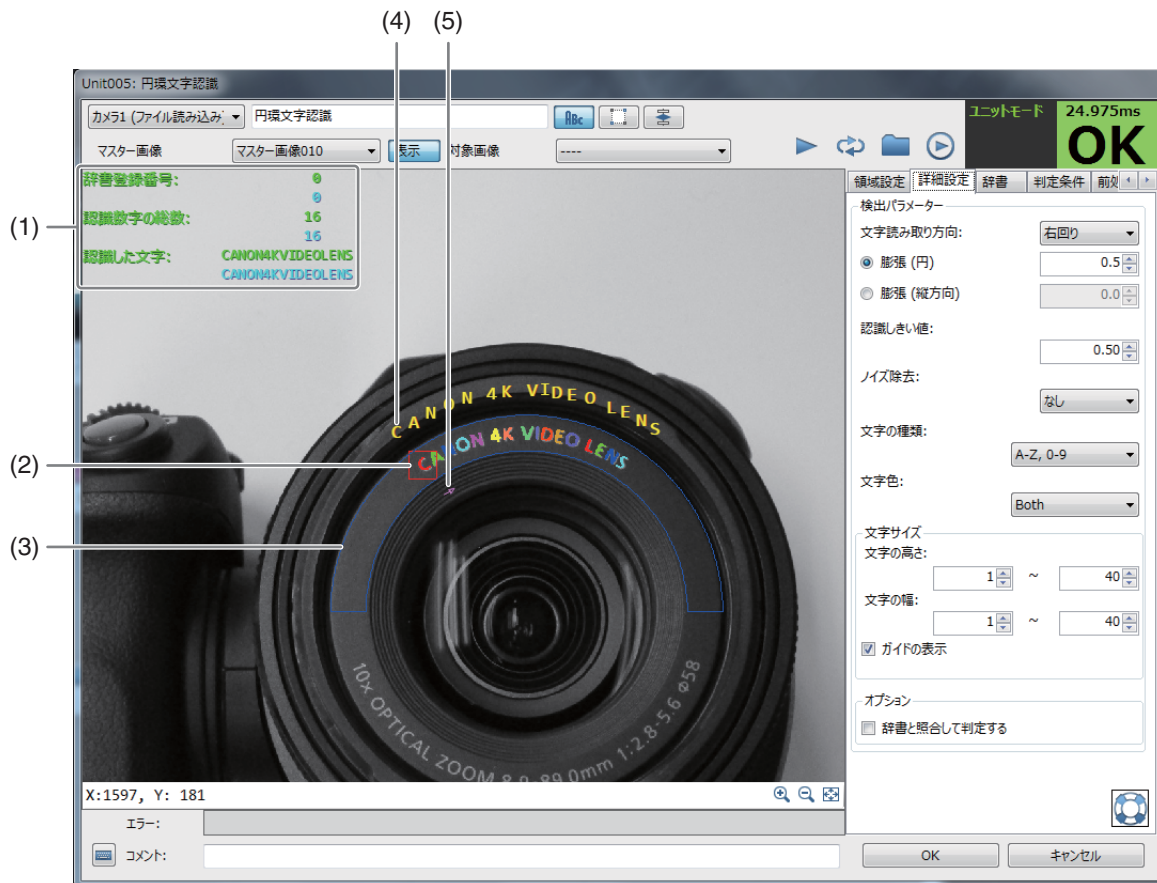 (4) (5)
Unit005: 円環文字認識
カメラ1 (ファイル読み込み) 円環文字認識 ABC
ユニットモード 24.975ms
OK
マスター画像 マスター画像010 表示 対象画像 ----
(1)
辞書登録番号: 0
0
認識数字の総数: 16
16
認識した文字: CANON4KVIDEOLENS
CANON4KVIDEOLENS
領域設定 詳細設定 辞書 判定条件 前処
検出パラメーター
文字読み取り方向: 右回り
膨張 (円) 0.5
膨張 (縦方向) 0.0
認識しきい値:
0.50
ノイズ除去:
なし
文字の種類:
A-Z, 0-9
文字色:
Both
文字サイズ
文字の高さ:
1 ~ 40
文字の幅:
1 ~ 40
ガイドの表示
オプション
辞書と照合して判定する
CANON 4K VIDEO LENS
(2)
CANON 4K VIDEO LENS
(3)
10x OPTICAL ZOOM 8.9-89.0mm 1:2.8-5.6 Φ58
X:1597, Y: 181
エラー:
コメント:
OK キャンセル